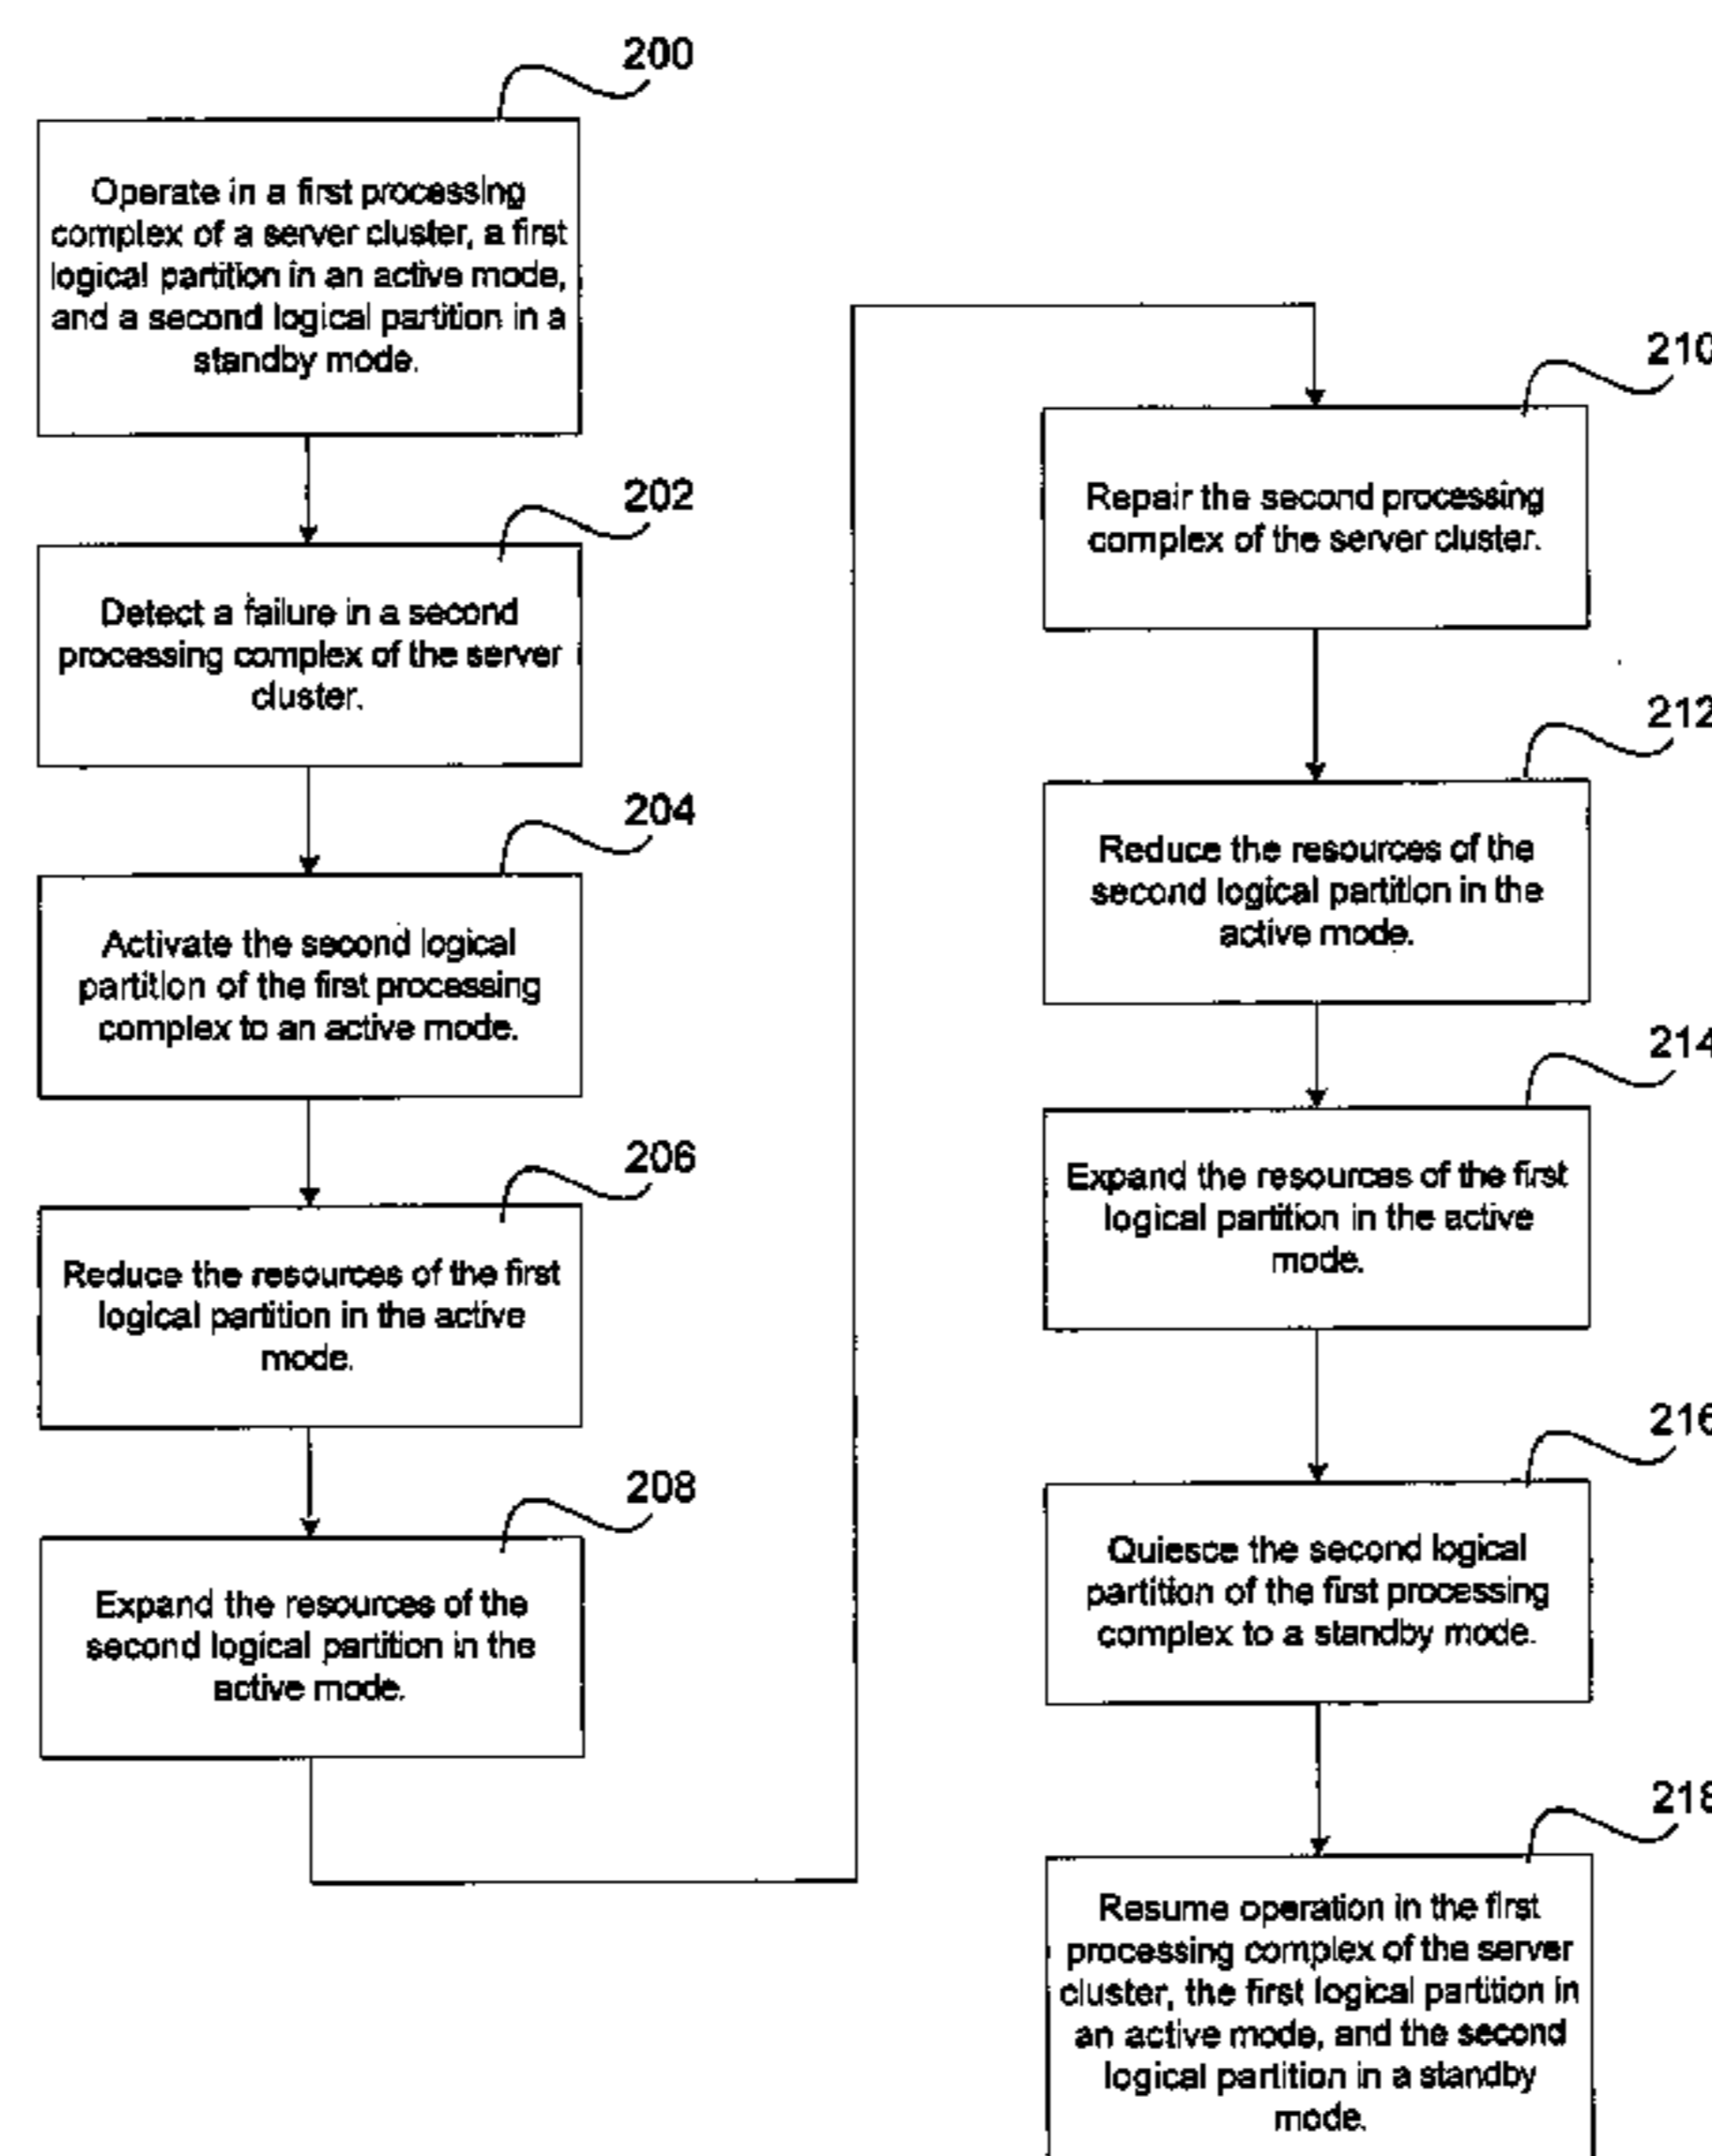 200
Operate in a first processing
complex of a server cluster, a first
logical partition in an active mode,
and a second logical partition in a
standby mode.
202
Detect a failure in a second
processing complex of the server
cluster.
204
Activate the second logical
partition of the first processing
complex to an active mode.
206
Reduce the resources of the first
logical partition in the active
mode.
208
Expand the resources of the
second logical partition in the
active mode.
210
Repair the second processing
complex of the server cluster.
212
Reduce the resources of the
second logical partition in the
active mode.
214
Expand the resources of the first
logical partition in the active
mode.
216
Quiesce the second logical
partition of the first processing
complex to a standby mode.
218
Resume operation in the first
processing complex of the server
cluster, the first logical partition in
an active mode, and the second
logical partition in a standby
mode.